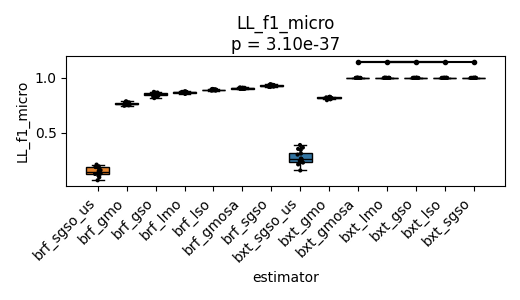 LL_f1_micro
p = 3.10e-37
LL_f1_micro
1.0
0.5
brf_sgso_us
brf_gmo
brf_gso
brf_lmo
brf_lso
brf_gmosa
brf_sgso
bxt_sgso_us
bxt_gmo
bxt_gmosa
bxt_lmo
bxt_gso
bxt_lso
bxt_sgso
estimator